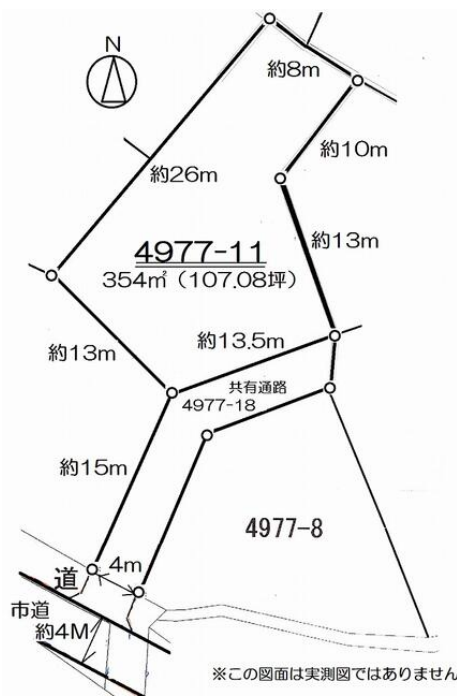 N
約8m
約10m
約26m
約13m
4977-11
354㎡（107.08坪）
約13m
約13.5m
共有通路
4977-18
約15m
4977-8
4m
道
市道
約4M
※この図面は実測図ではありません